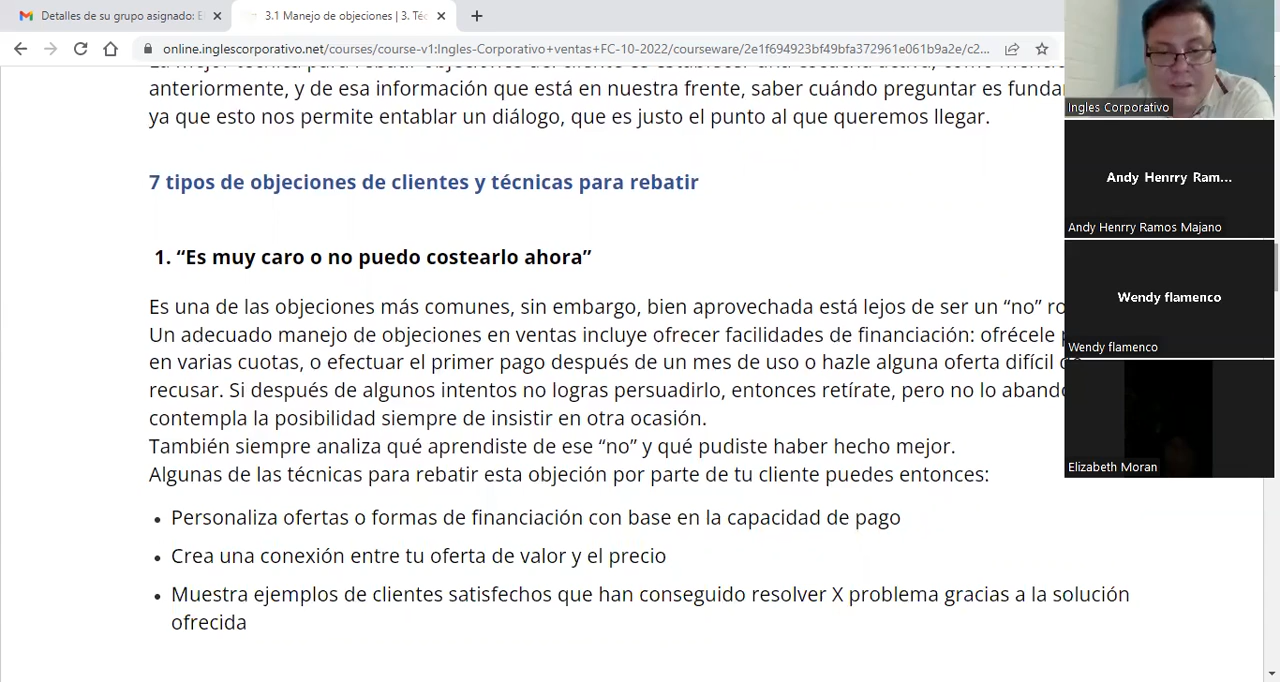 Detalles de su grupo asignado: E
3.1 Manejo de objeciones | 3. Téc
online.inglescorporativo.net/courses/course-v1:Ingles-Corporativo+ventas+FC-10-2022/courseware/2e1f694923bf49bfa372961e061b9a2e/c2...
anteriormente, y de esa información que está en nuestra frente, saber cuándo preguntar es funda
ya que esto nos permite entablar un diálogo, que es justo el punto al que queremos llegar.
7 tipos de objeciones de clientes y técnicas para rebatir
1. “Es muy caro o no puedo costearlo ahora”
Es una de las objeciones más comunes, sin embargo, bien aprovechada está lejos de ser un “no” ro
Un adecuado manejo de objeciones en ventas incluye ofrecer facilidades de financiación: ofrécele
en varias cuotas, o efectuar el primer pago después de un mes de uso o hazle alguna oferta difícil
recusar. Si después de algunos intentos no logras persuadirlo, entonces retírate, pero no lo aband
contempla la posibilidad siempre de insistir en otra ocasión.
También siempre analiza qué aprendiste de ese “no” y qué pudiste haber hecho mejor.
Algunas de las técnicas para rebatir esta objeción por parte de tu cliente puedes entonces:
• Personaliza ofertas o formas de financiación con base en la capacidad de pago
• Crea una conexión entre tu oferta de valor y el precio
• Muestra ejemplos de clientes satisfechos que han conseguido resolver X problema gracias a la solución
ofrecida
Ingles Corporativo
Andy Henrry Ram...
Andy Henrry Ramos Majano
Wendy flamenco
Wendy flamenco
Elizabeth Moran